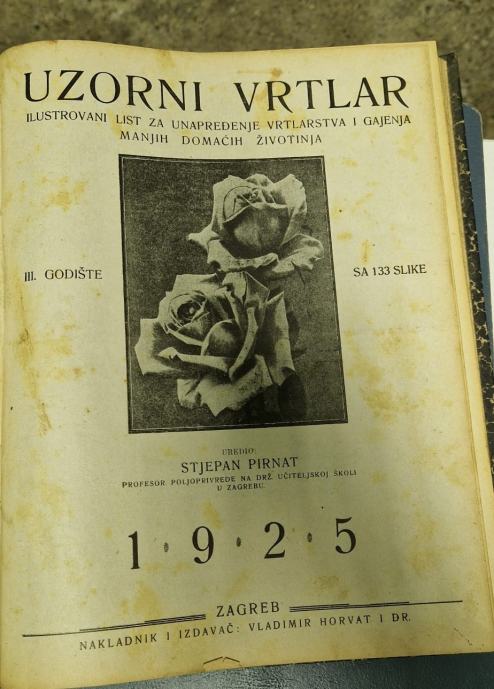 UZORNI VRTLAR
ILUSTROVANI LIST ZA UNAPREĐENJE VRTLARSTVA I GAJENJA
MANJIH DOMAĆIH ŽIVOTINJA
III. GODIŠTE
SA 133 SLIKE
UREDIO:
STJEPAN PIRNAT
PROFESOR POLJOPRIVREDE NA DRŽ. UČITELJSKOJ ŠKOLI
U ZAGREBU.
1 · 9 · 2 · 5
ZAGREB
NAKLADNIK I IZDAVAČ: VLADIMIR HORVAT I DR.